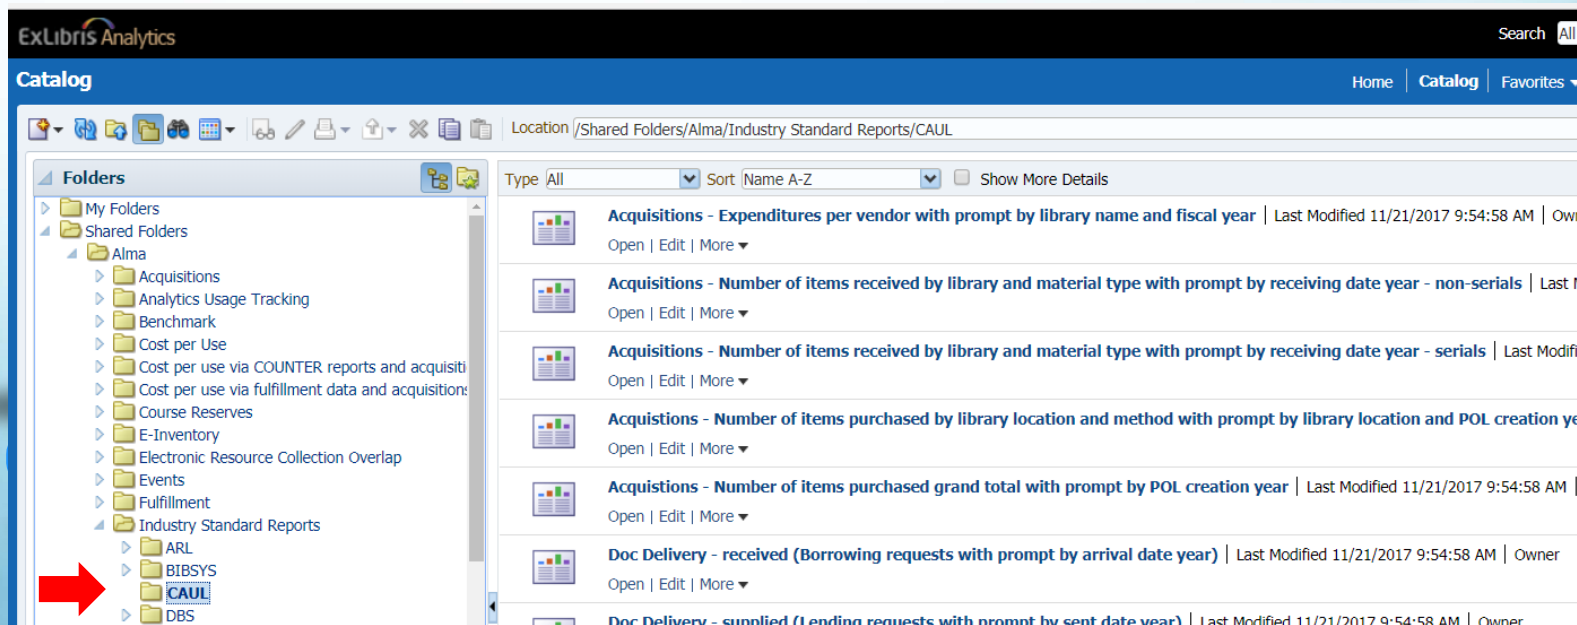 ExLibris Analytics
Search All
Catalog
Home Catalog Favorites
Location /Shared Folders/Alma/Industry Standard Reports/CAUL
Folders
My Folders
Shared Folders
Alma
Acquisitions
Analytics Usage Tracking
Benchmark
Cost per Use
Cost per use via COUNTER reports and acquisiti
Cost per use via fulfillment data and acquisitions
Course Reserves
E-Inventory
Electronic Resource Collection Overlap
Events
Fulfillment
Industry Standard Reports
ARL
BIBSYS
CAUL
DBS
Type All Sort Name A-Z Show More Details
Acquisitions - Expenditures per vendor with prompt by library name and fiscal year | Last Modified 11/21/2017 9:54:58 AM |
Open | Edit | More
Acquisitions - Number of items received by library and material type with prompt by receiving date year - non-serials | Last
Open | Edit | More
Acquisitions - Number of items received by library and material type with prompt by receiving date year - serials | Last Modifi
Open | Edit | More
Acquistions - Number of items purchased by library location and method with prompt by library location and POL creation ye
Open | Edit | More
Acquistions - Number of items purchased grand total with prompt by POL creation year | Last Modified 11/21/2017 9:54:58 AM |
Open | Edit | More
Doc Delivery - received (Borrowing requests with prompt by arrival date year) | Last Modified 11/21/2017 9:54:58 AM | Owner
Open | Edit | More
Doc Delivery - supplied (Lending requests with prompt by sent date year) | Last Modified 11/21/2017 9:54:58 AM | Owner